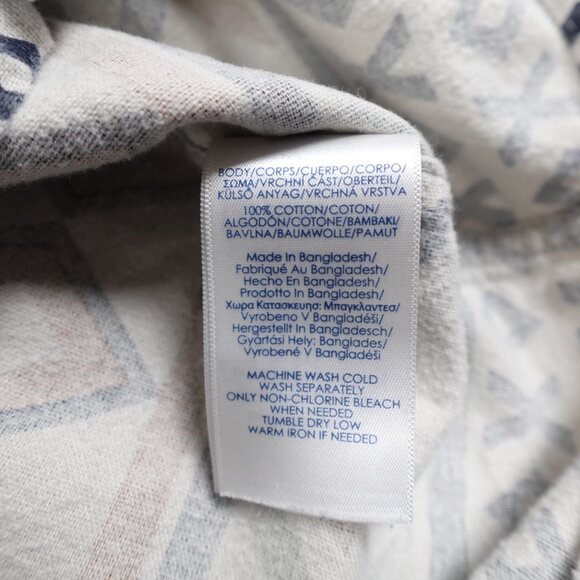 BODY/CORPS/CUERPO/CORPO/
ΣΩΜΑ/VRCHNÍ ČÁST/OBERTEIL/
KÜLSŐ ANYAG/VRCHNÁ VRSTVA
100% COTTON/COTON/
ALGODÓN/COTONE/ΒΑΜΒΑΚΙ/
BAVLNA/BAUMWOLLE/PAMUT
Made In Bangladesh/
Fabriqué Au Bangladesh/
Hecho En Bangladesh/
Prodotto In Bangladesh/
Χωρα Κατασκευησ: Μπαγκλαντεσ/
Vyrobeno V Bangladéši/
Hergestellt In Bangladesch/
Gyártási Hely: Banglades/
Vyrobené V Bangladéši
MACHINE WASH COLD
WASH SEPARATELY
ONLY NON-CHLORINE BLEACH
WHEN NEEDED
TUMBLE DRY LOW
WARM IRON IF NEEDED